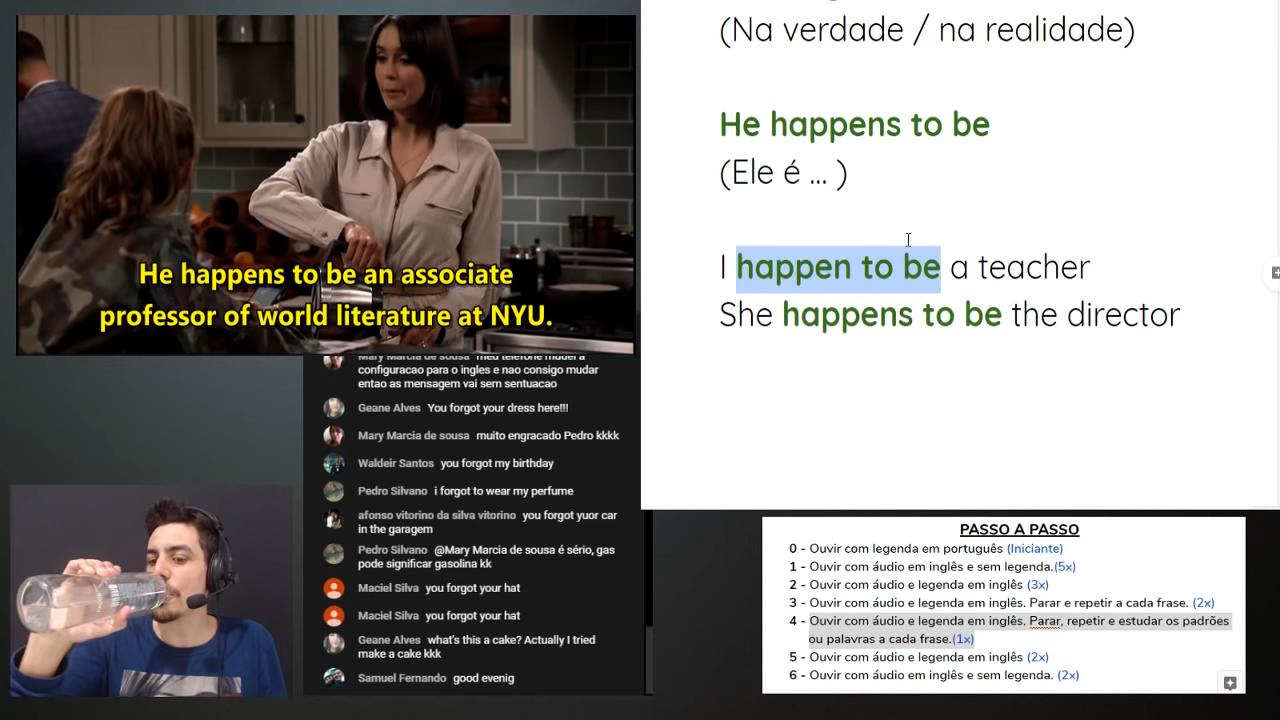 He happens to be an associate
professor of world literature at NYU.
(Na verdade / na realidade)
He happens to be
(Ele é ... )
I happen to be a teacher
She happens to be the director
Mary Marcia de sousa meu telefone mudei a
configuracao para o ingles e nao consigo mudar
entao as mensagem vai sem sentuacao
Geane Alves You forgot your dress here!!!
Mary Marcia de sousa muito engracado Pedro kkkk
Waldeir Santos you forgot my birthday
Pedro Silvano i forgot to wear my perfume
afonso vitorino da silva vitorino you forgot yuor car
in the garagem
Pedro Silvano @Mary Marcia de sousa é sério, gas
pode significar gasolina kk
Maciel Silva you forgot your hat
Maciel Silva you forgot your hat
Geane Alves what's this a cake? Actually I tried
make a cake kkk
Samuel Fernando good evenig
PASSO A PASSO
0 - Ouvir com legenda em português (Iniciante)
1 - Ouvir com áudio em inglês e sem legenda.(5x)
2 - Ouvir com áudio e legenda em inglês (3x)
3 - Ouvir com áudio e legenda em inglês. Parar e repetir a cada frase. (2x)
4 - Ouvir com áudio e legenda em inglês. Parar, repetir e estudar os padrões
ou palavras a cada frase.(1x)
5 - Ouvir com áudio e legenda em inglês (2x)
6 - Ouvir com áudio em inglês e sem legenda. (2x)